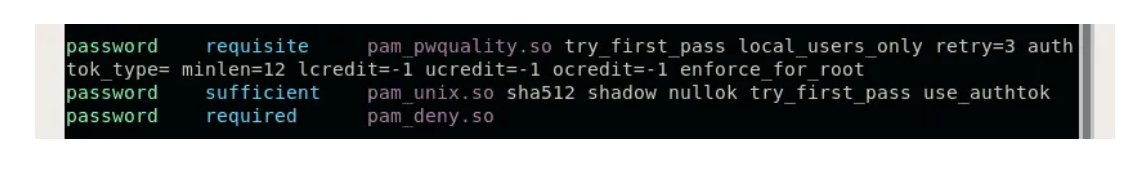 password    requisite     pam_pwquality.so try_first_pass local_users_only retry=3 auth
tok_type= minlen=12 lcredit=-1 ucredit=-1 ocredit=-1 enforce_for_root
password    sufficient    pam_unix.so sha512 shadow nullok try_first_pass use_authtok
password    required      pam_deny.so